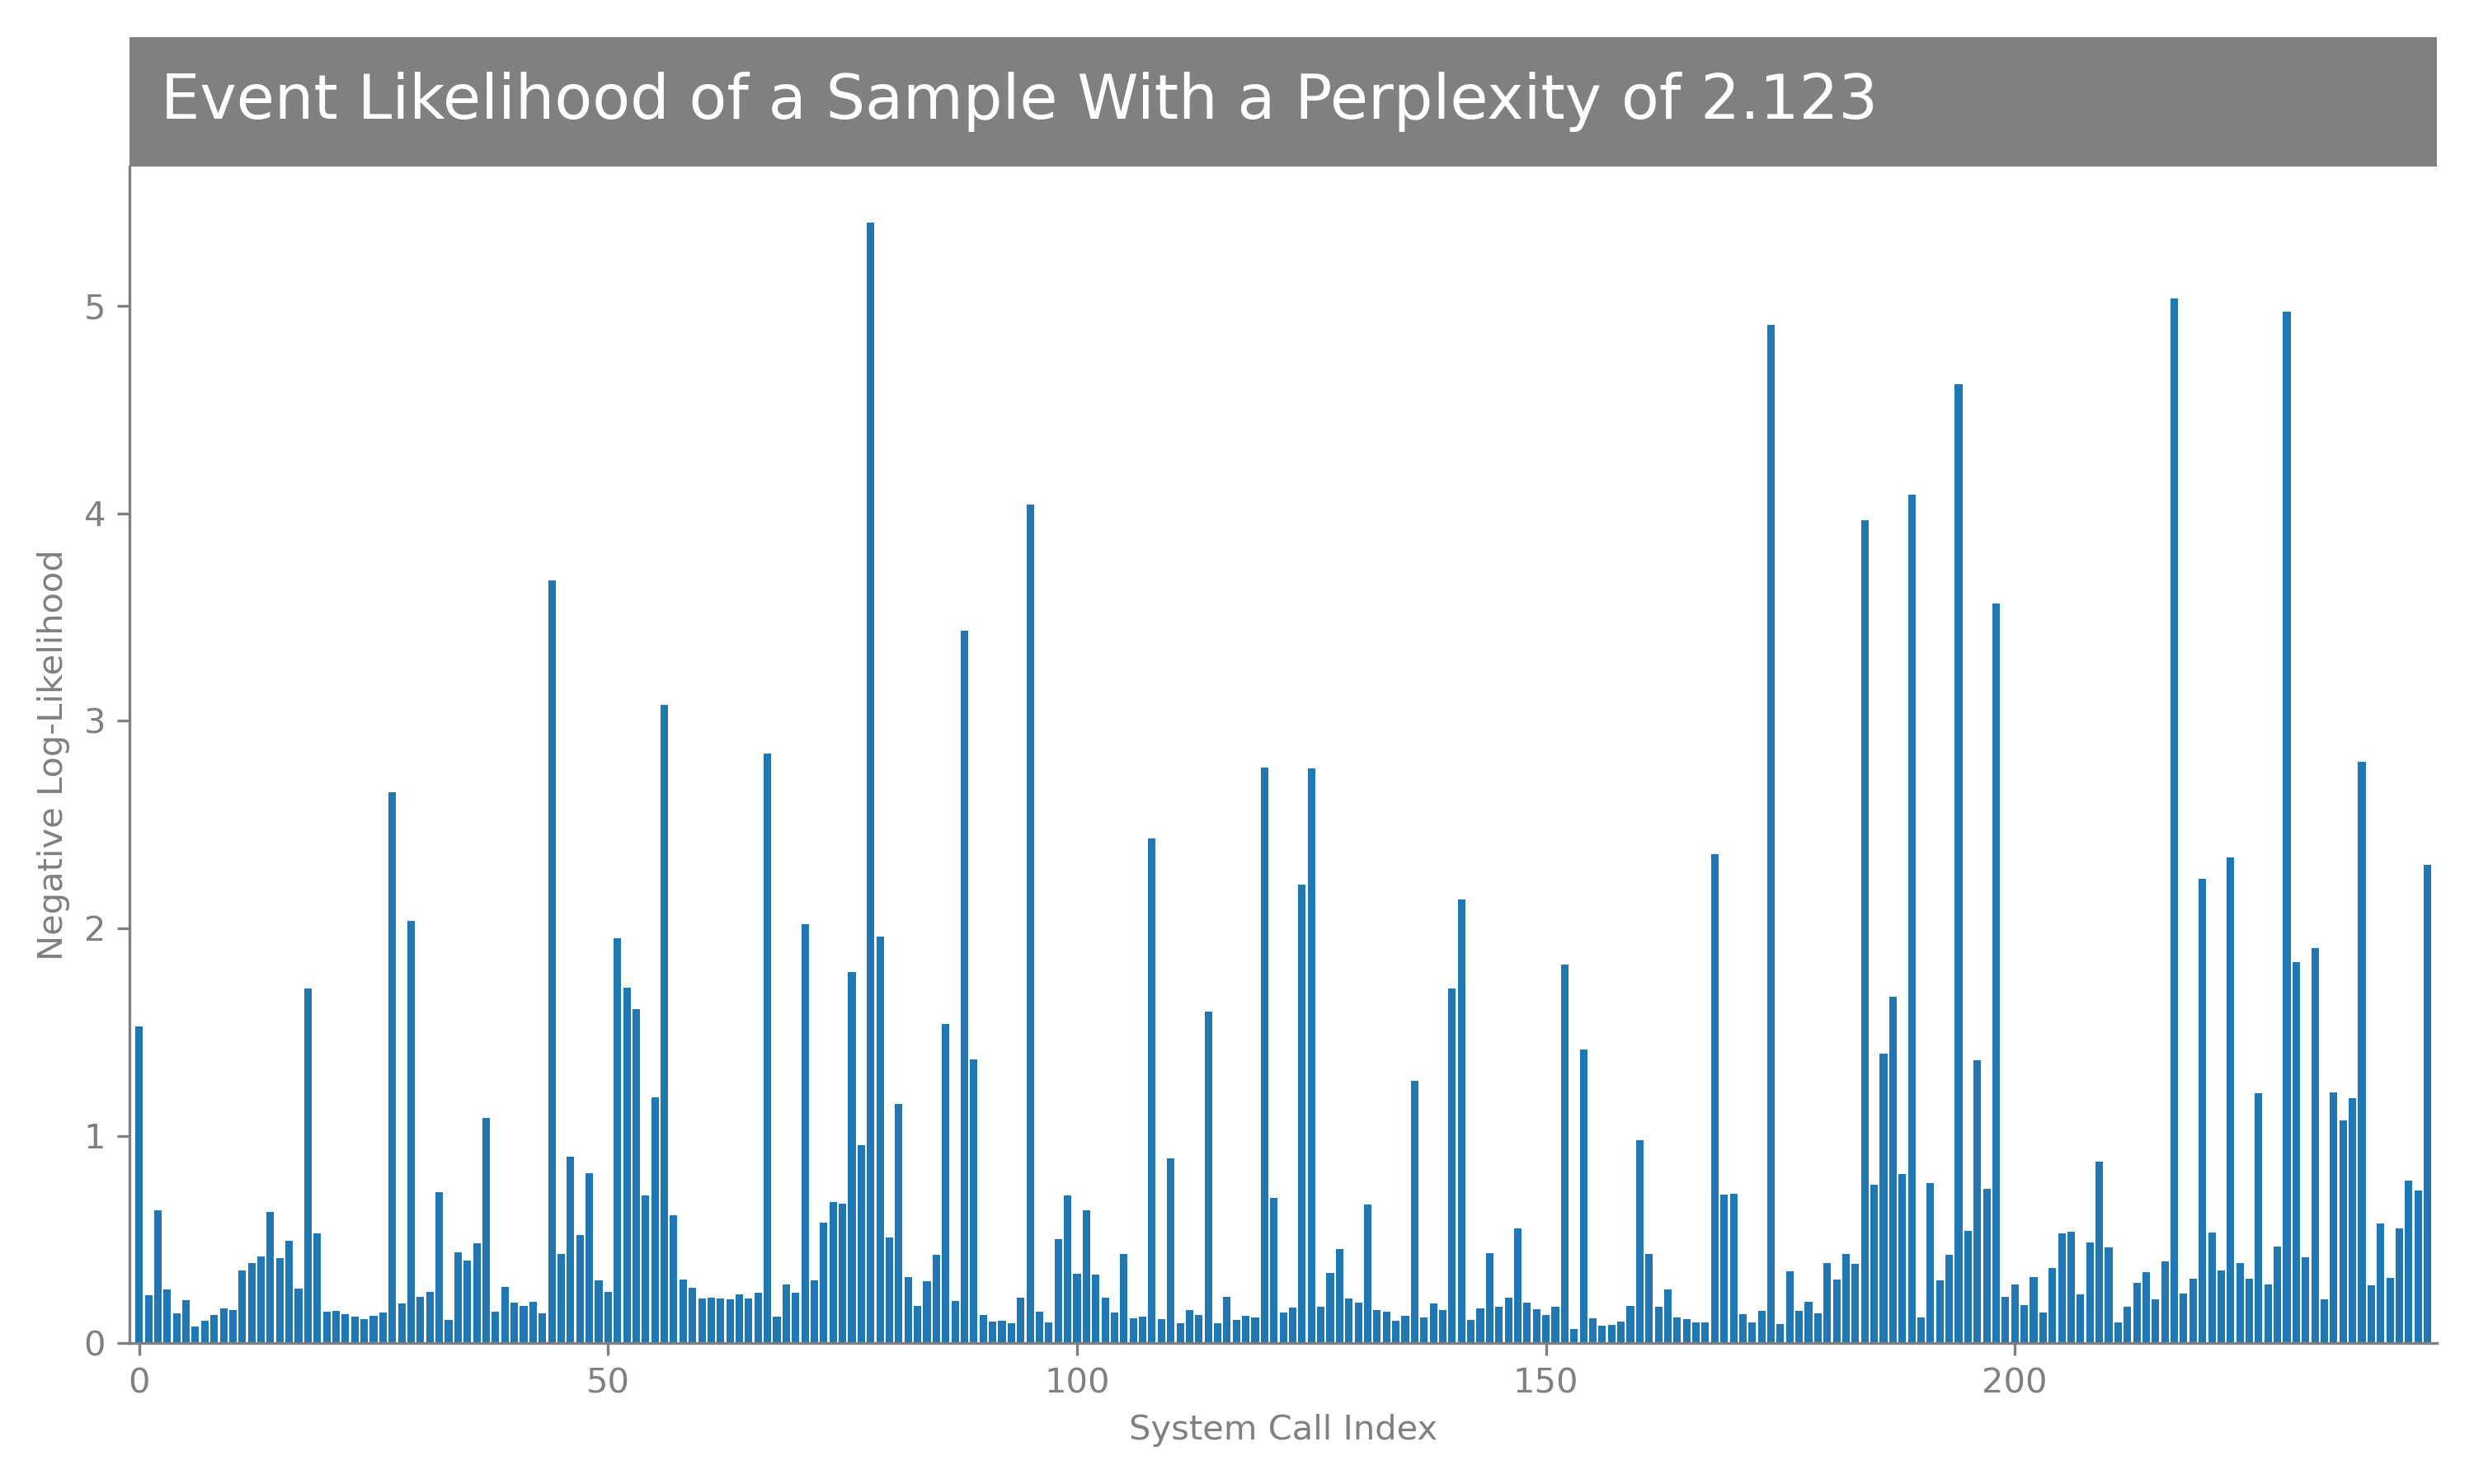 Event Likelihood of a Sample With a Perplexity of 2.123
5
4
3
2
1
0
Negative Log-Likelihood
0 50 100 150 200
System Call Index